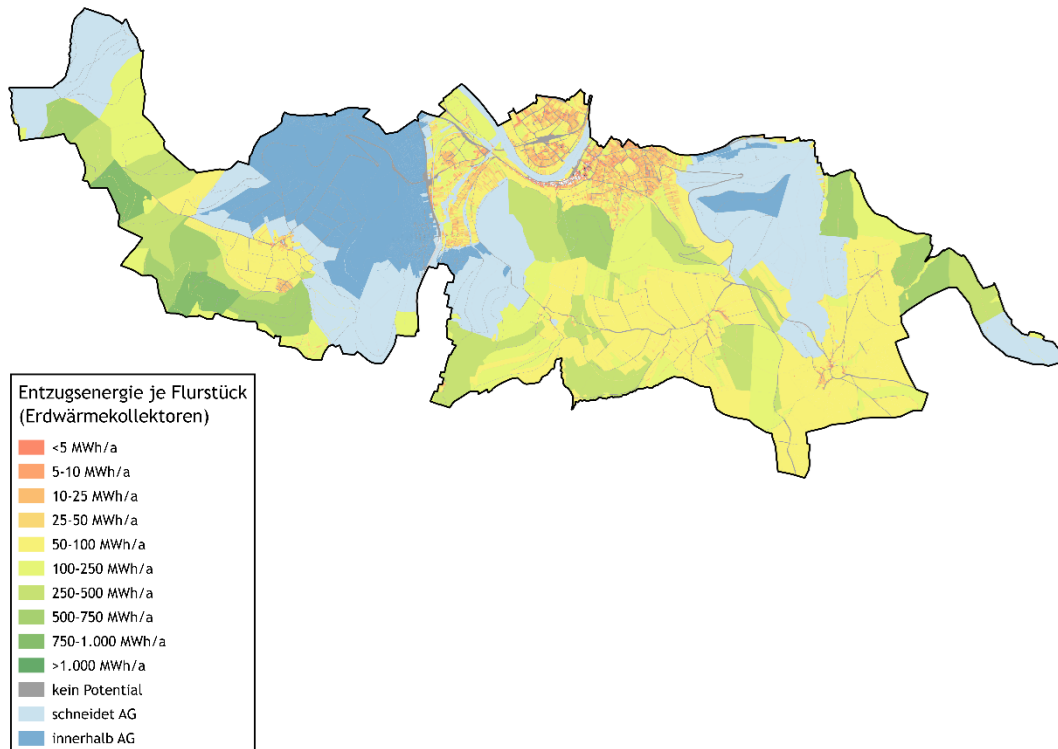 Entzugsenergie je Flurstück
(Erdwärmekollektoren)
<5 MWh/a
5-10 MWh/a
10-25 MWh/a
25-50 MWh/a
50-100 MWh/a
100-250 MWh/a
250-500 MWh/a
500-750 MWh/a
750-1.000 MWh/a
>1.000 MWh/a
kein Potential
schneidet AG
innerhalb AG